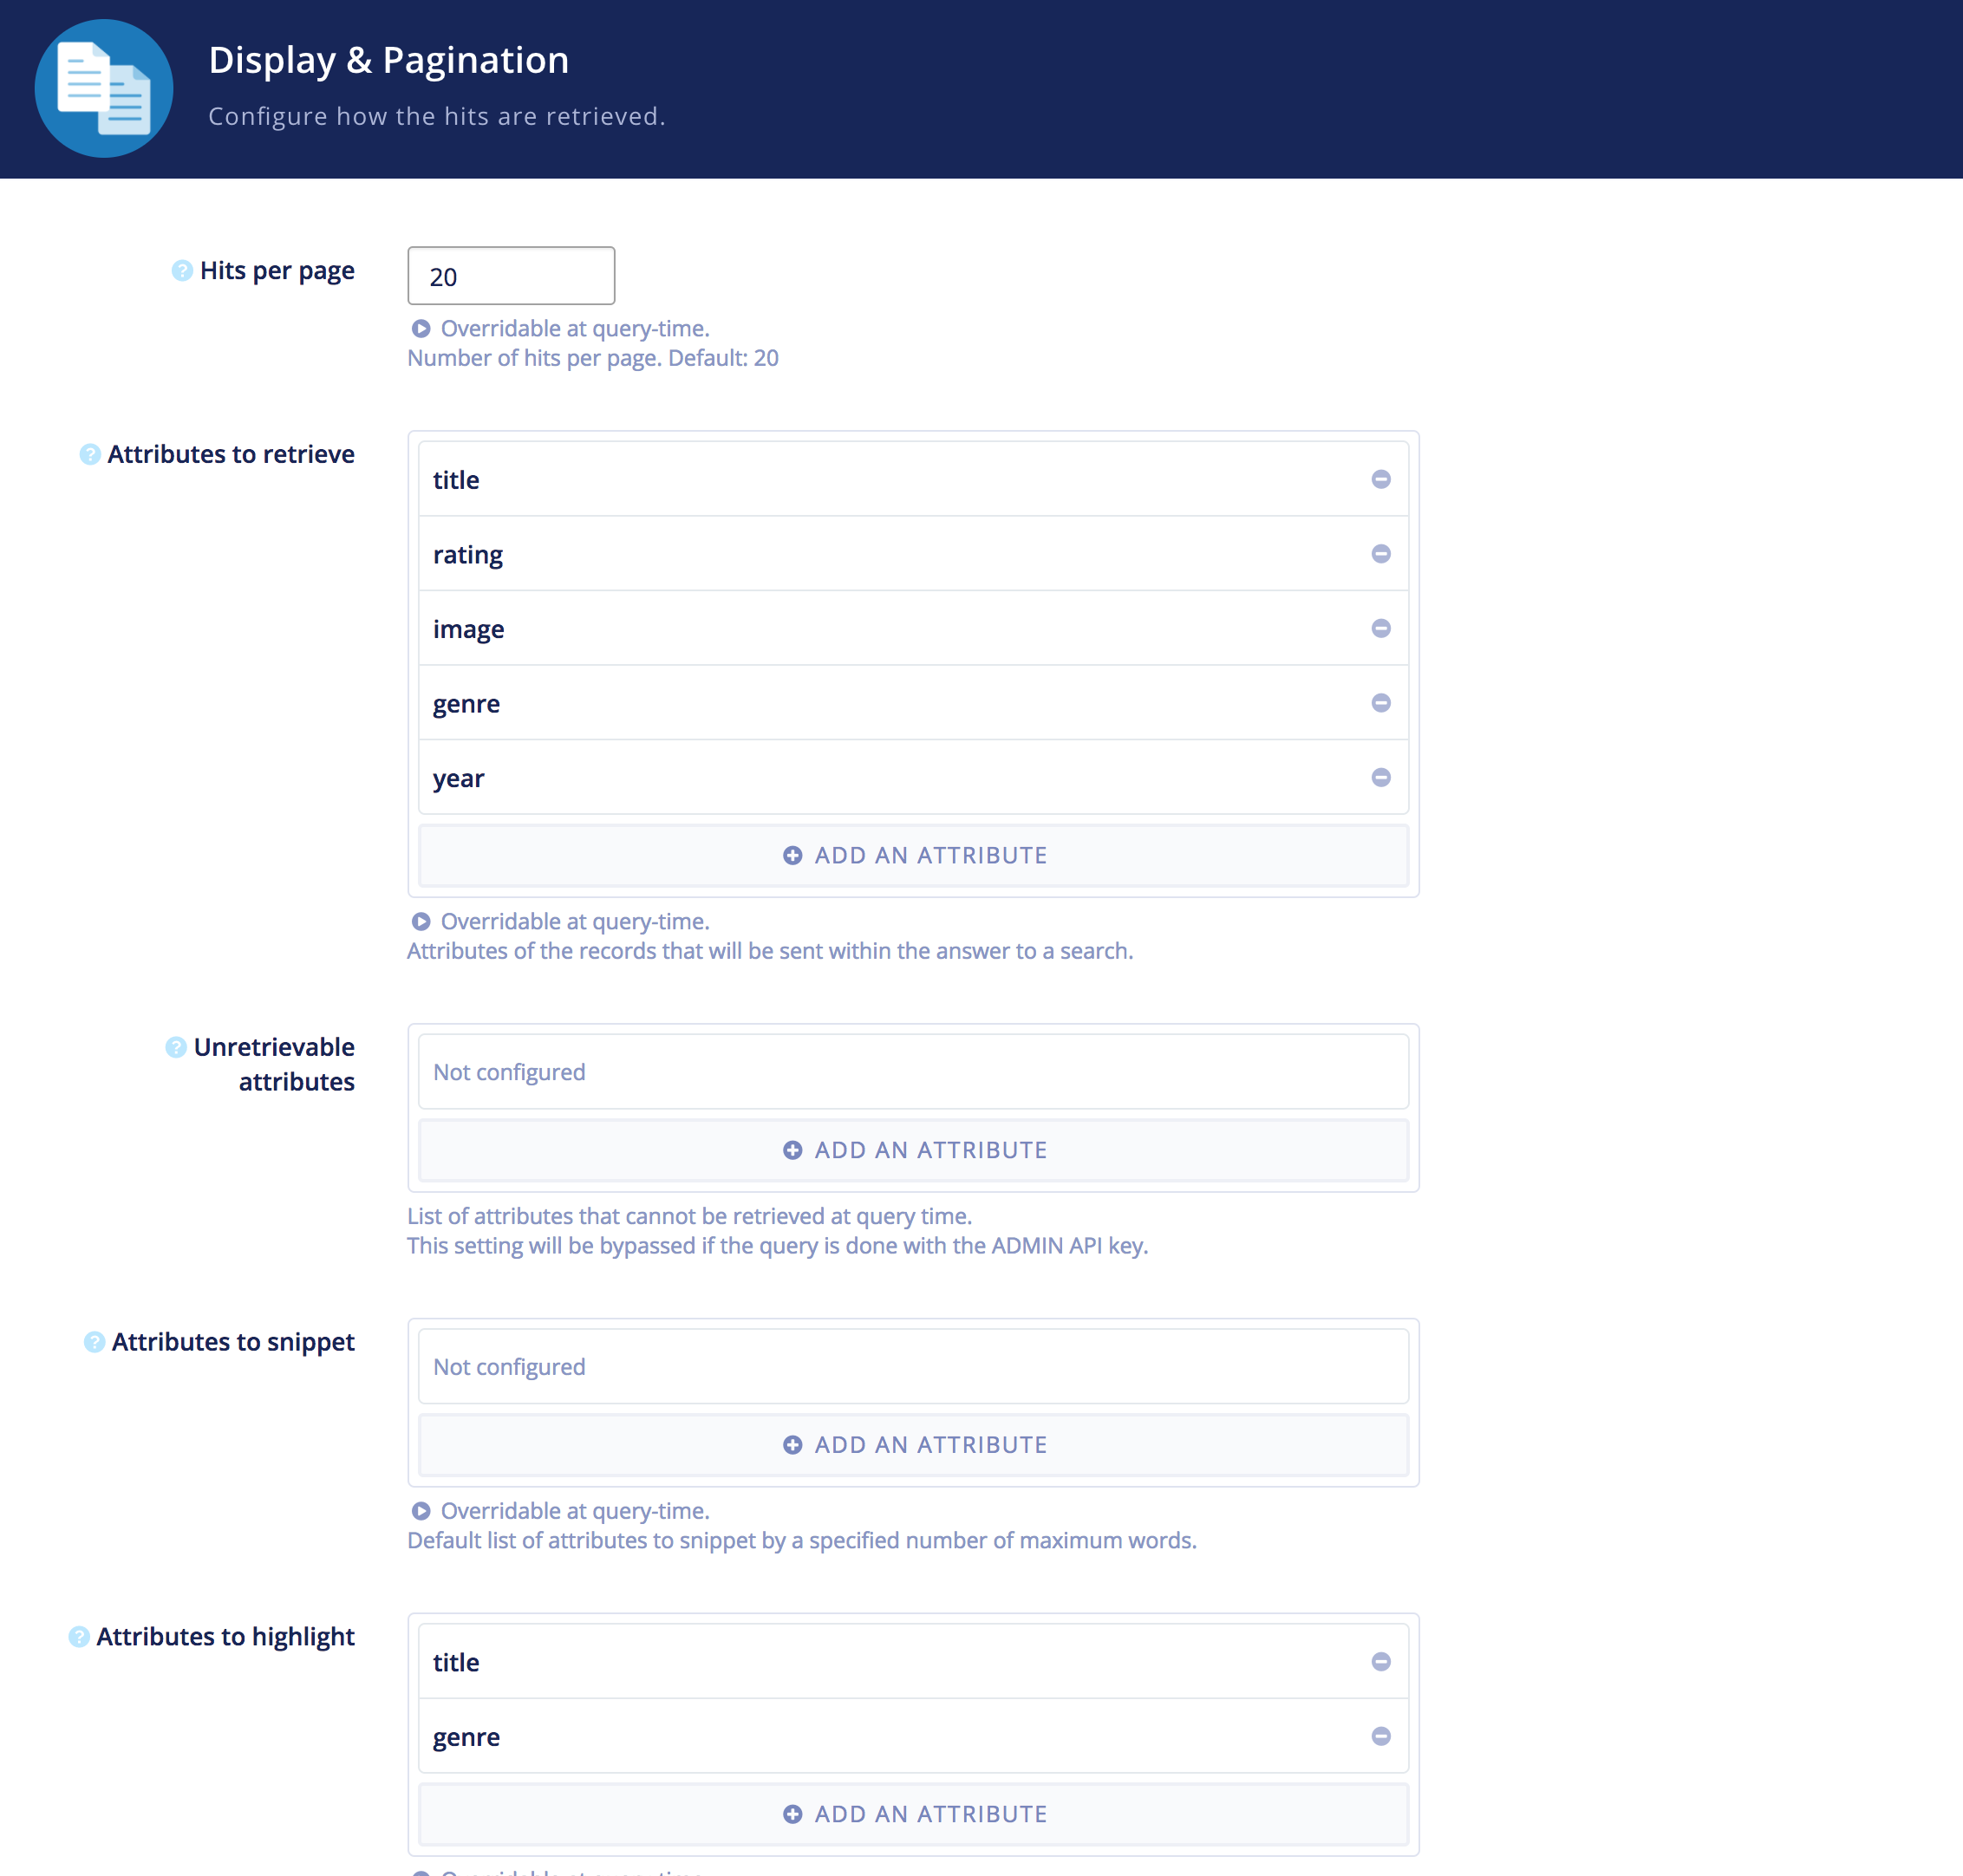 Display & Pagination
Configure how the hits are retrieved.
? Hits per page
20
Overridable at query-time.
Number of hits per page. Default: 20
? Attributes to retrieve
title
rating
image
genre
year
ADD AN ATTRIBUTE
Overridable at query-time.
Attributes of the records that will be sent within the answer to a search.
? Unretrievable
attributes
Not configured
ADD AN ATTRIBUTE
List of attributes that cannot be retrieved at query time.
This setting will be bypassed if the query is done with the ADMIN API key.
? Attributes to snippet
Not configured
ADD AN ATTRIBUTE
Overridable at query-time.
Default list of attributes to snippet by a specified number of maximum words.
? Attributes to highlight
title
genre
ADD AN ATTRIBUTE